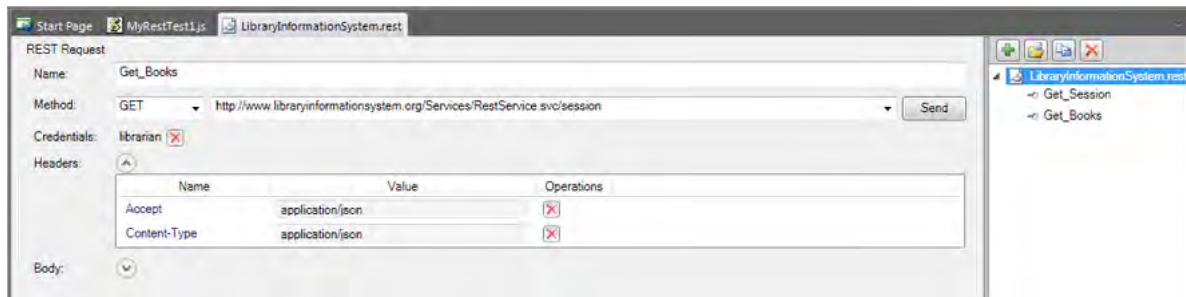 Start Page MyRestTest1.js LibraryInformationSystem.rest
REST Request
Name: Get_Books
Method: GET http://www.libraryinformationsystem.org/Services/RestService.svc/session Send
Credentials: librarian
Headers:
Name Value Operations
Accept application/json
Content-Type application/json
Body:
LibraryInformationSystem.rest
Get_Session
Get_Books